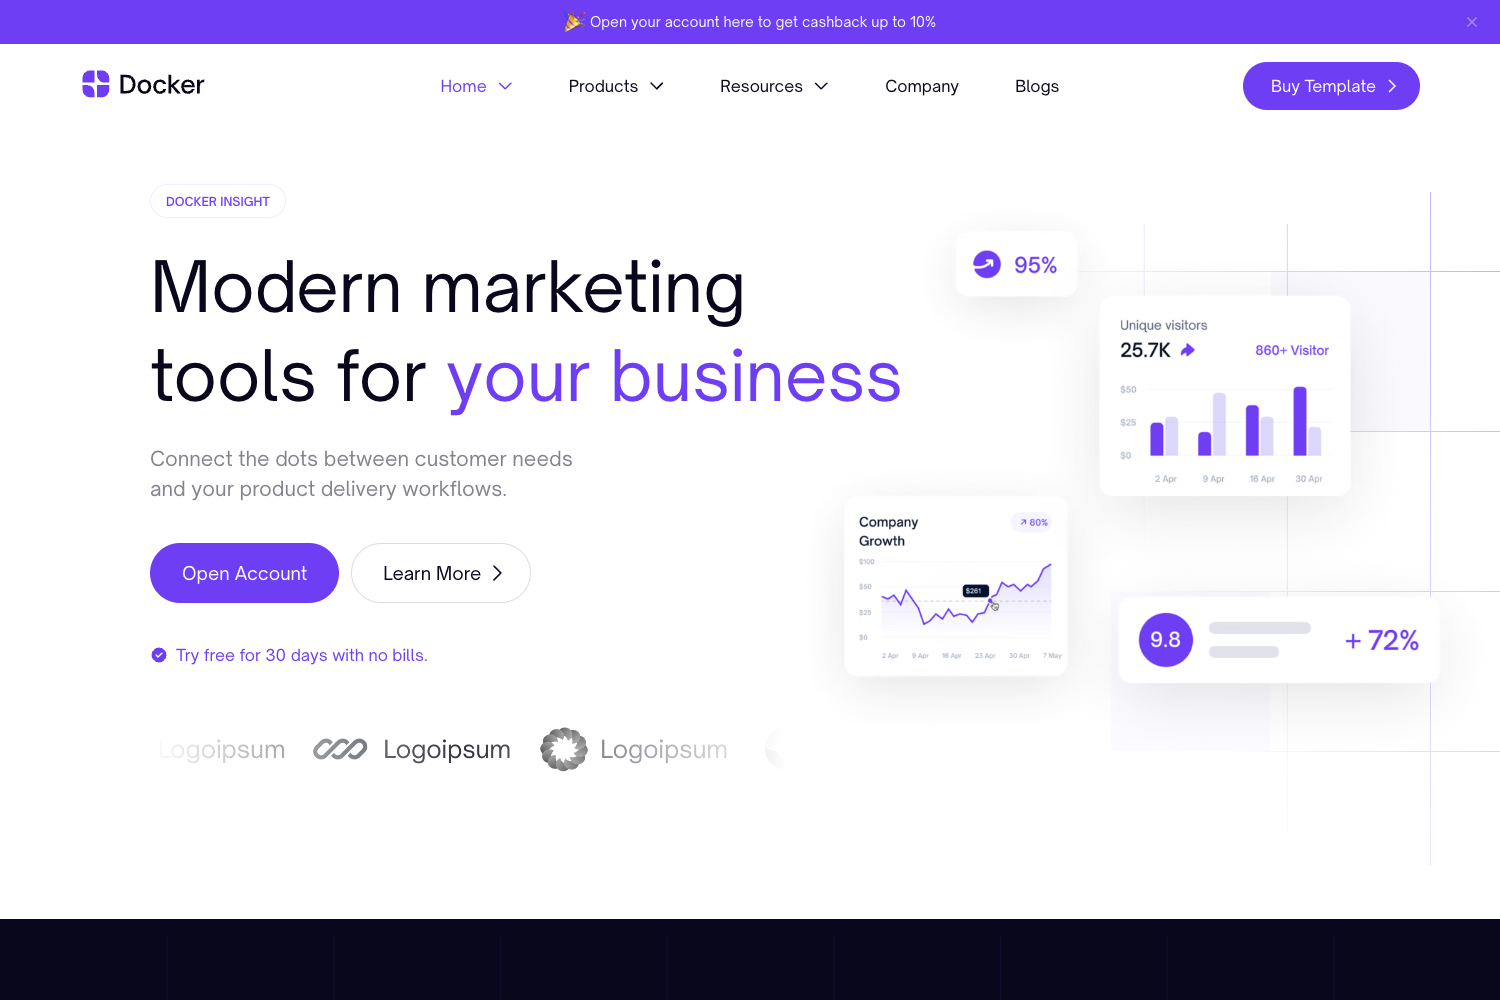 🎉 Open your account here to get cashback up to 10%
Docker
Home
Products
Resources
Company
Blogs
Buy Template
DOCKER INSIGHT
Modern marketing
tools for your business
Connect the dots between customer needs
and your product delivery workflows.
Open Account
Learn More
Try free for 30 days with no bills.
Logoipsum
Logoipsum
Logoipsum
95%
Unique visitors
25.7K
860+ Visitor
$50
$25
$0
2 Apr
9 Apr
16 Apr
30 Apr
Company
Growth
80%
$100
$50
$25
$0
$261
2 Apr
9 Apr
16 Apr
23 Apr
30 Apr
7 May
9.8
+ 72%